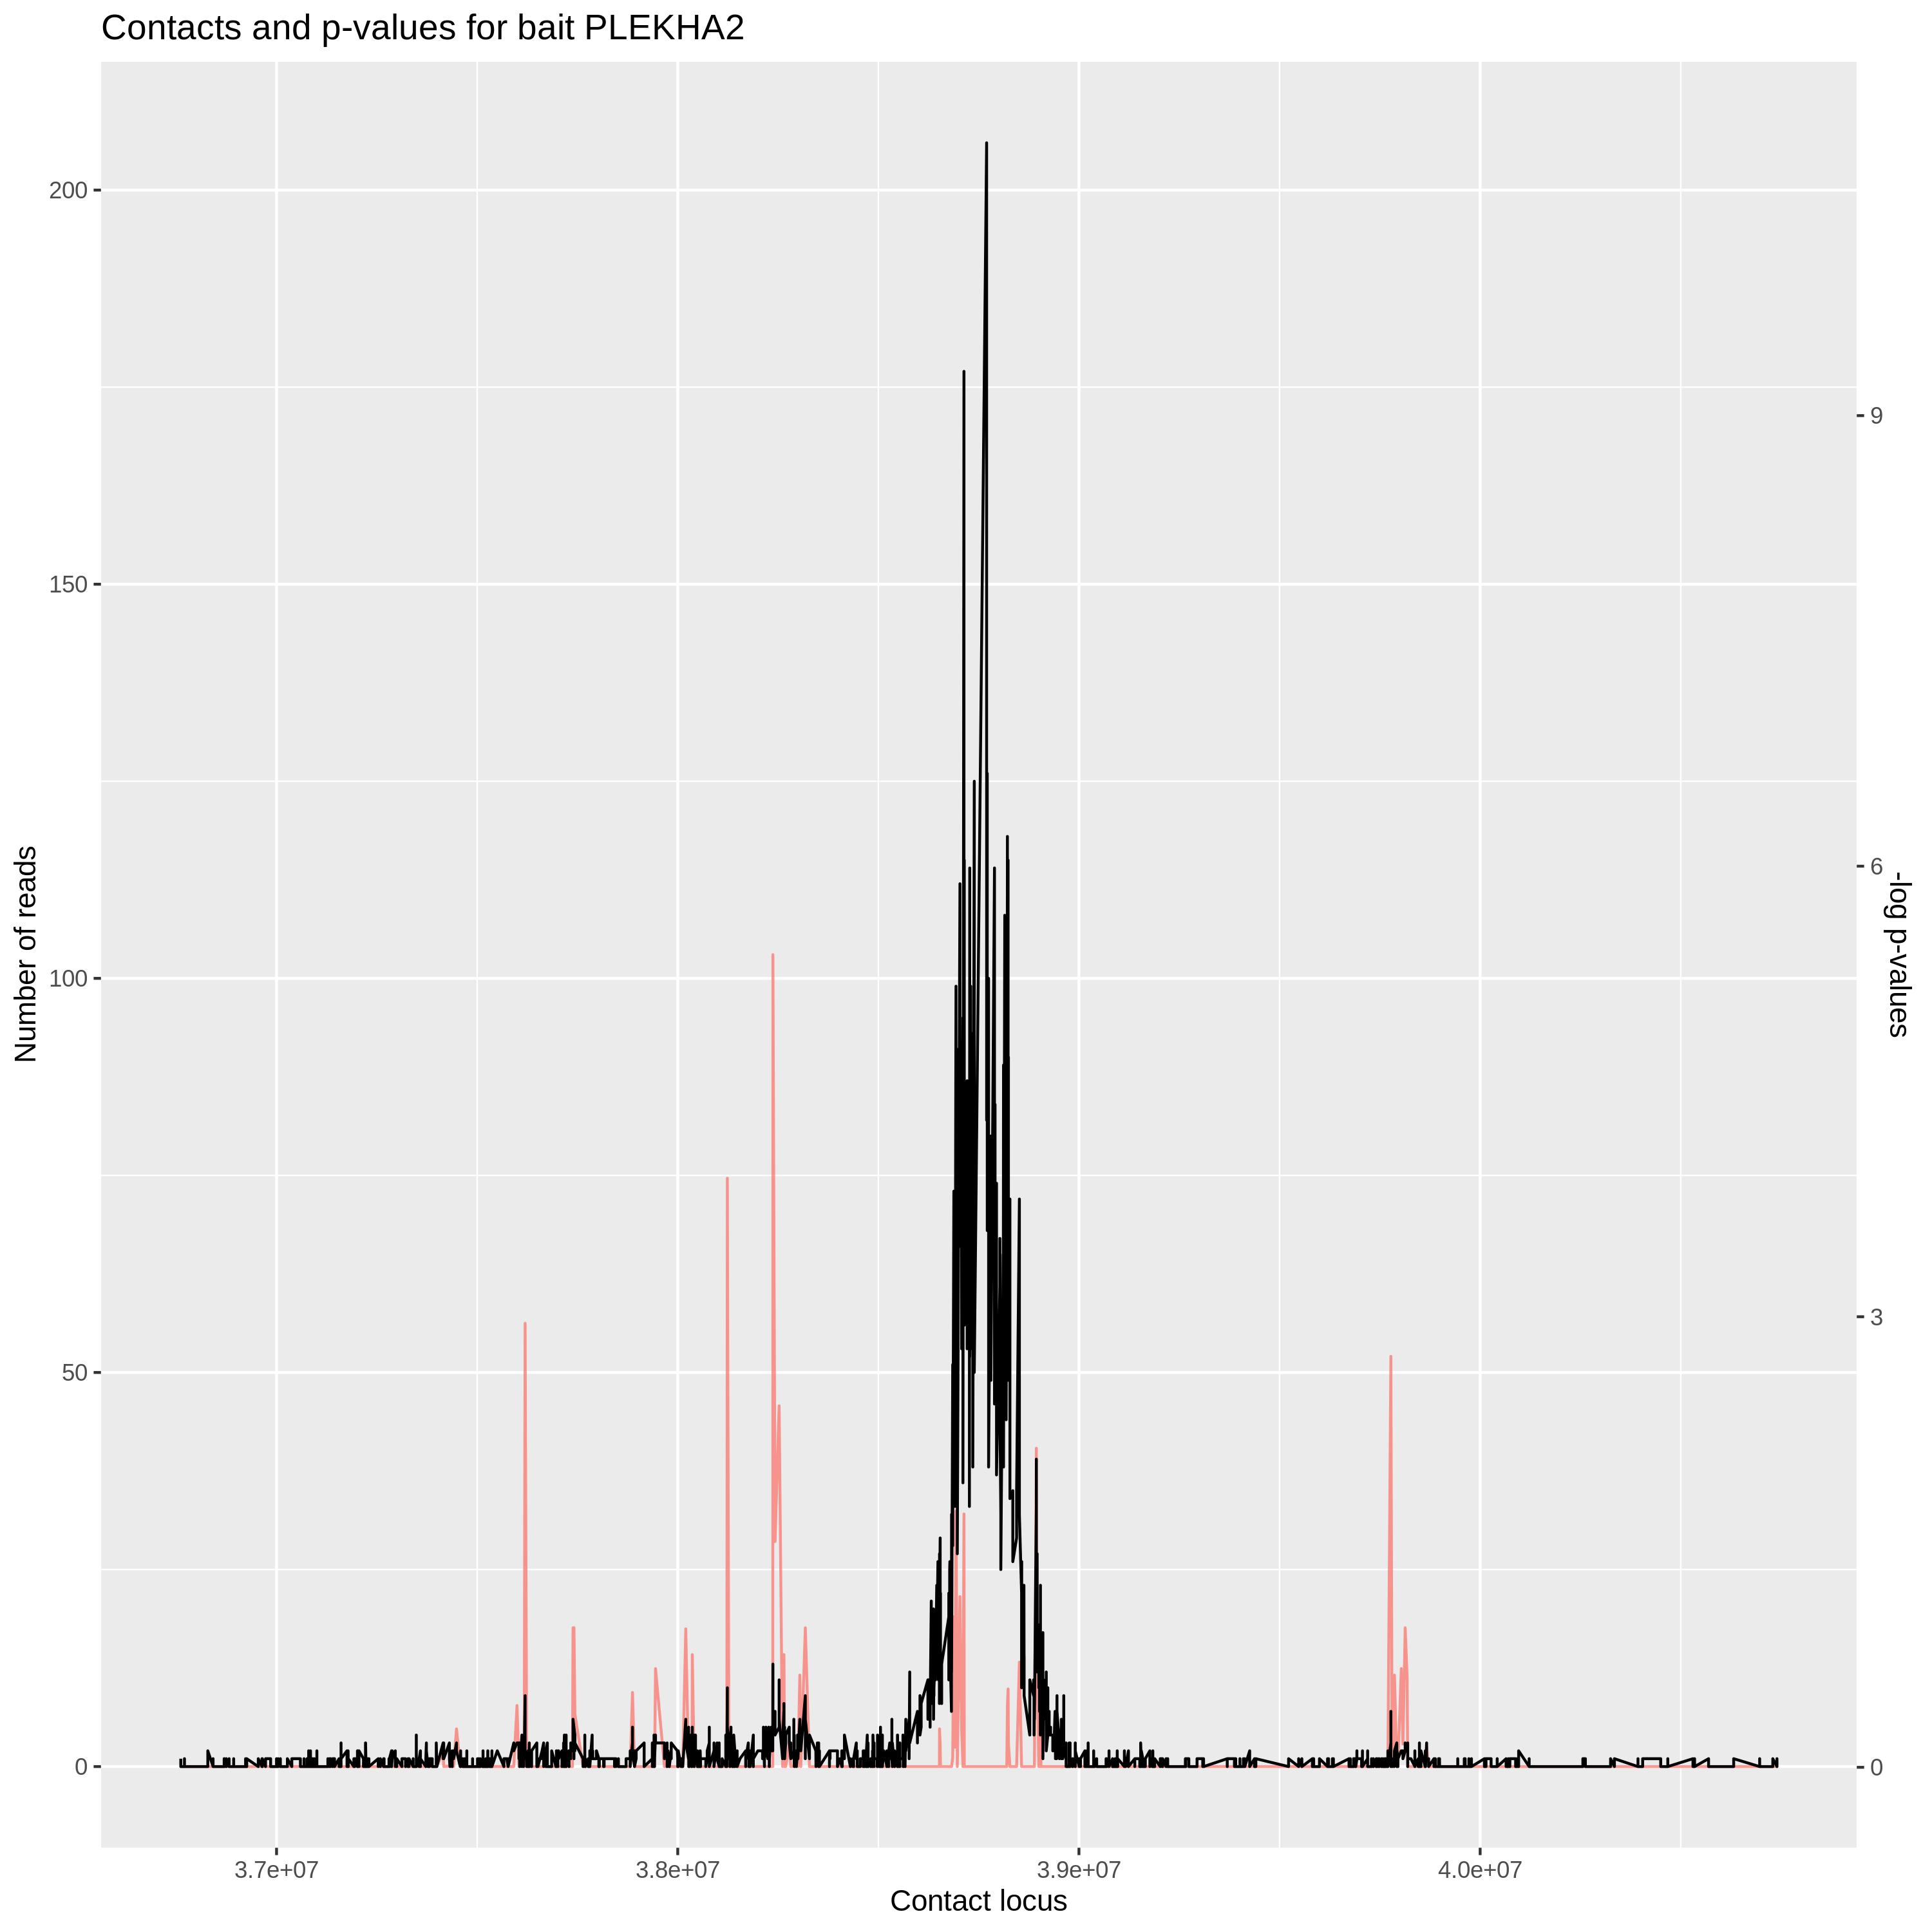 Contacts and p-values for bait PLEKHA2
200
150
100
50
0
Number of reads
9
6
3
0
-log p-values
3.7e+07
3.8e+07
3.9e+07
4.0e+07
Contact locus